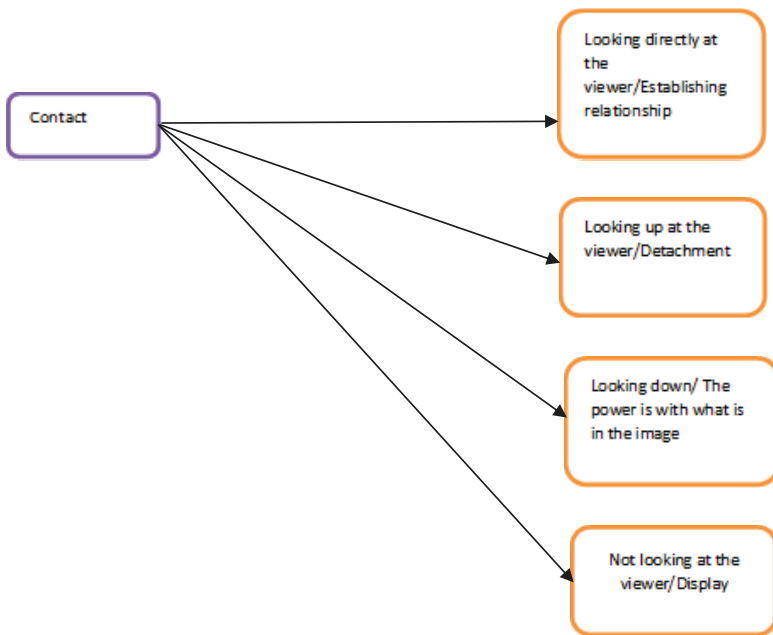 Contact
Looking directly at
the
viewer/Establishing
relationship
Looking up at the
viewer/Detachment
Looking down/ The
power is with what is
in the image
Not looking at the
viewer/Display